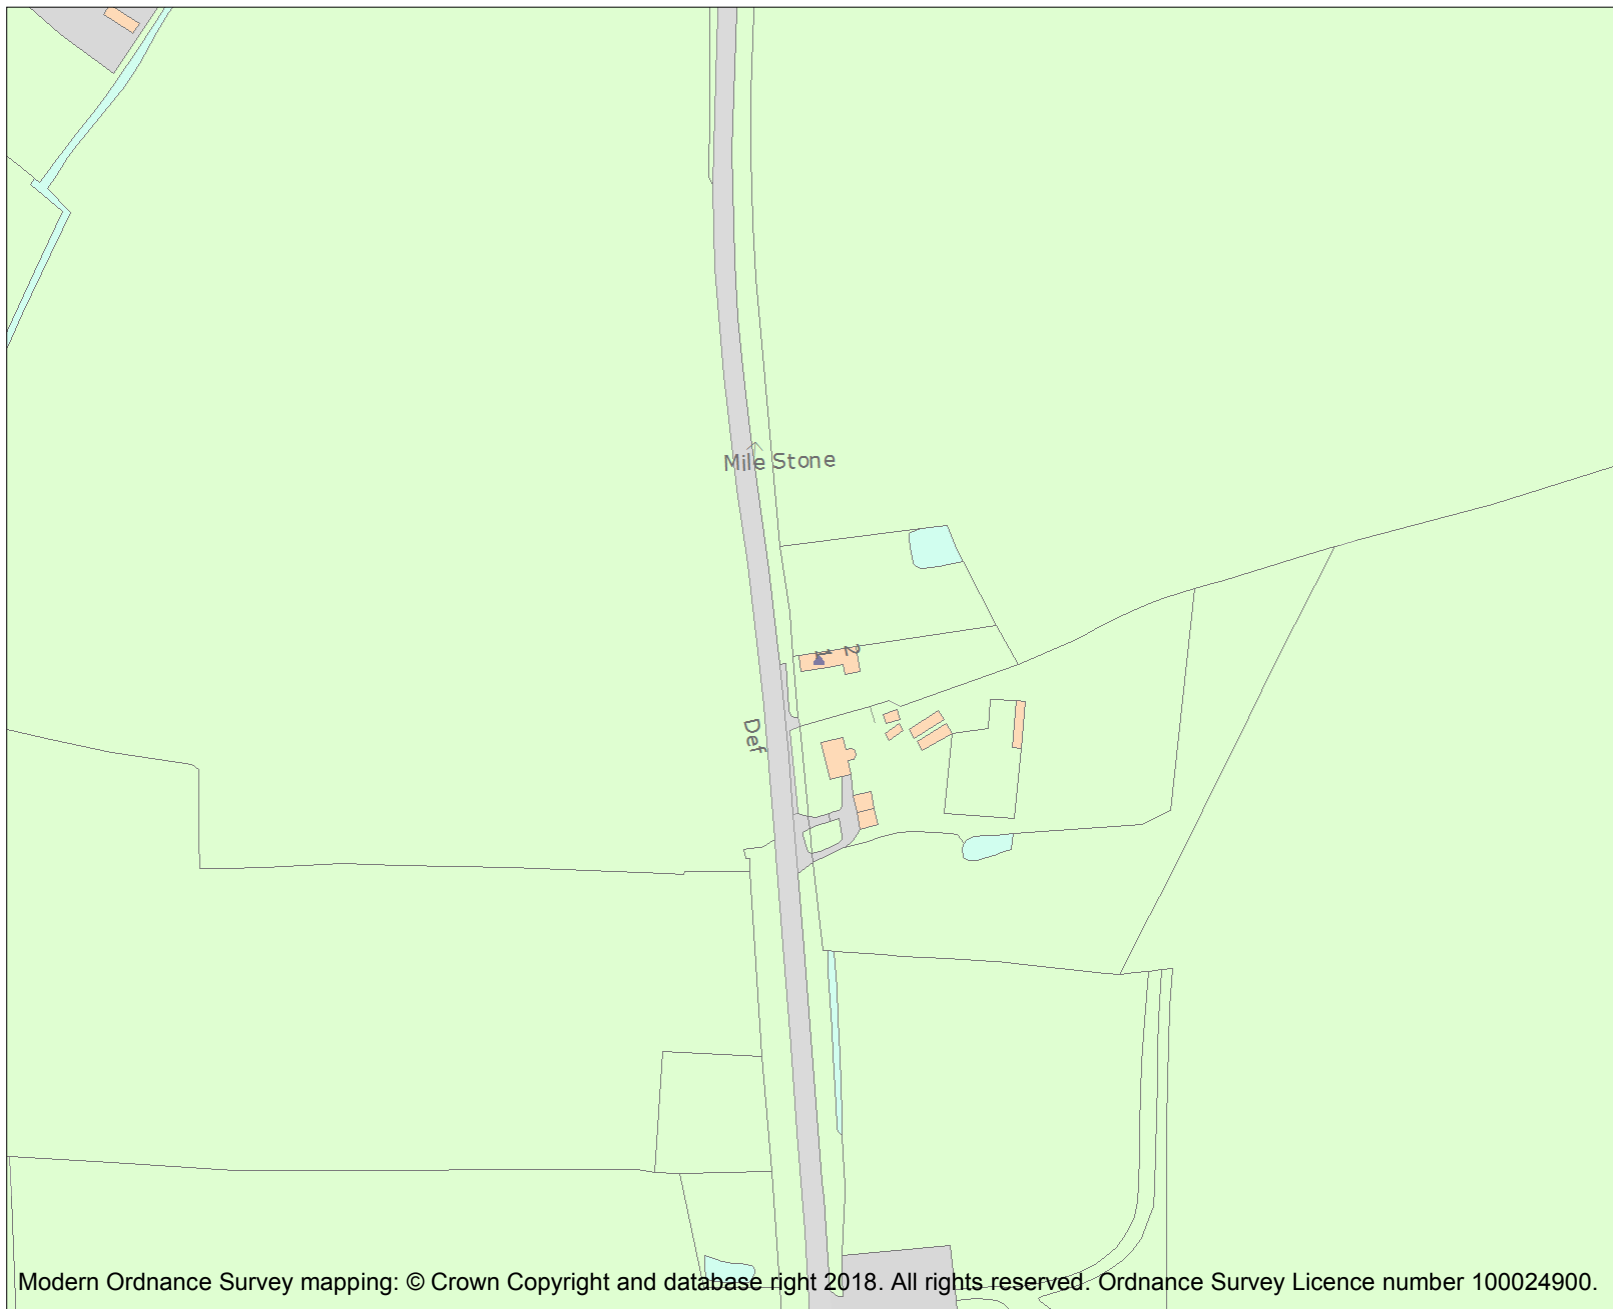 Mile Stone
1
2
Def
Modern Ordnance Survey mapping: © Crown Copyright and database right 2018. All rights reserved. Ordnance Survey Licence number 100024900.